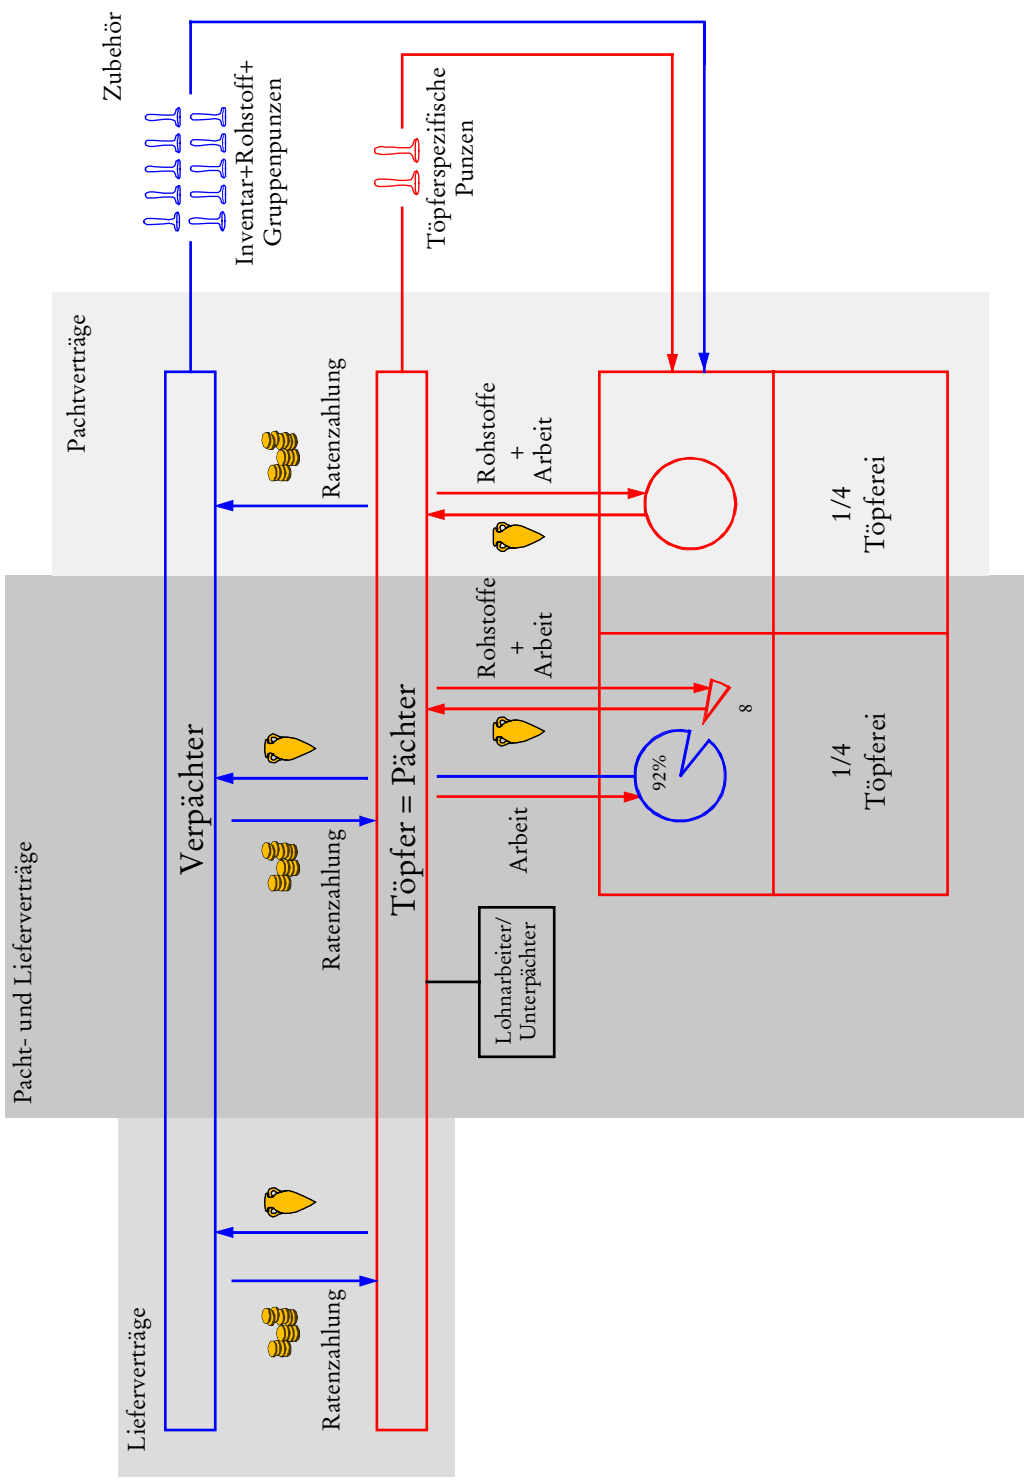 Lieferverträge
Pacht- und Lieferverträge
Pachtverträge
Zubehör
Verpächter
Inventar+Rohstoff+
Gruppenpunzen
Ratenzahlung
Ratenzahlung
Ratenzahlung
Töpfer = Pächter
Töpferspezifische
Punzen
Lohnarbeiter/
Unterpächter
Arbeit
Rohstoffe
+
Arbeit
Rohstoffe
+
Arbeit
92%
8
1/4
Töpferei
1/4
Töpferei